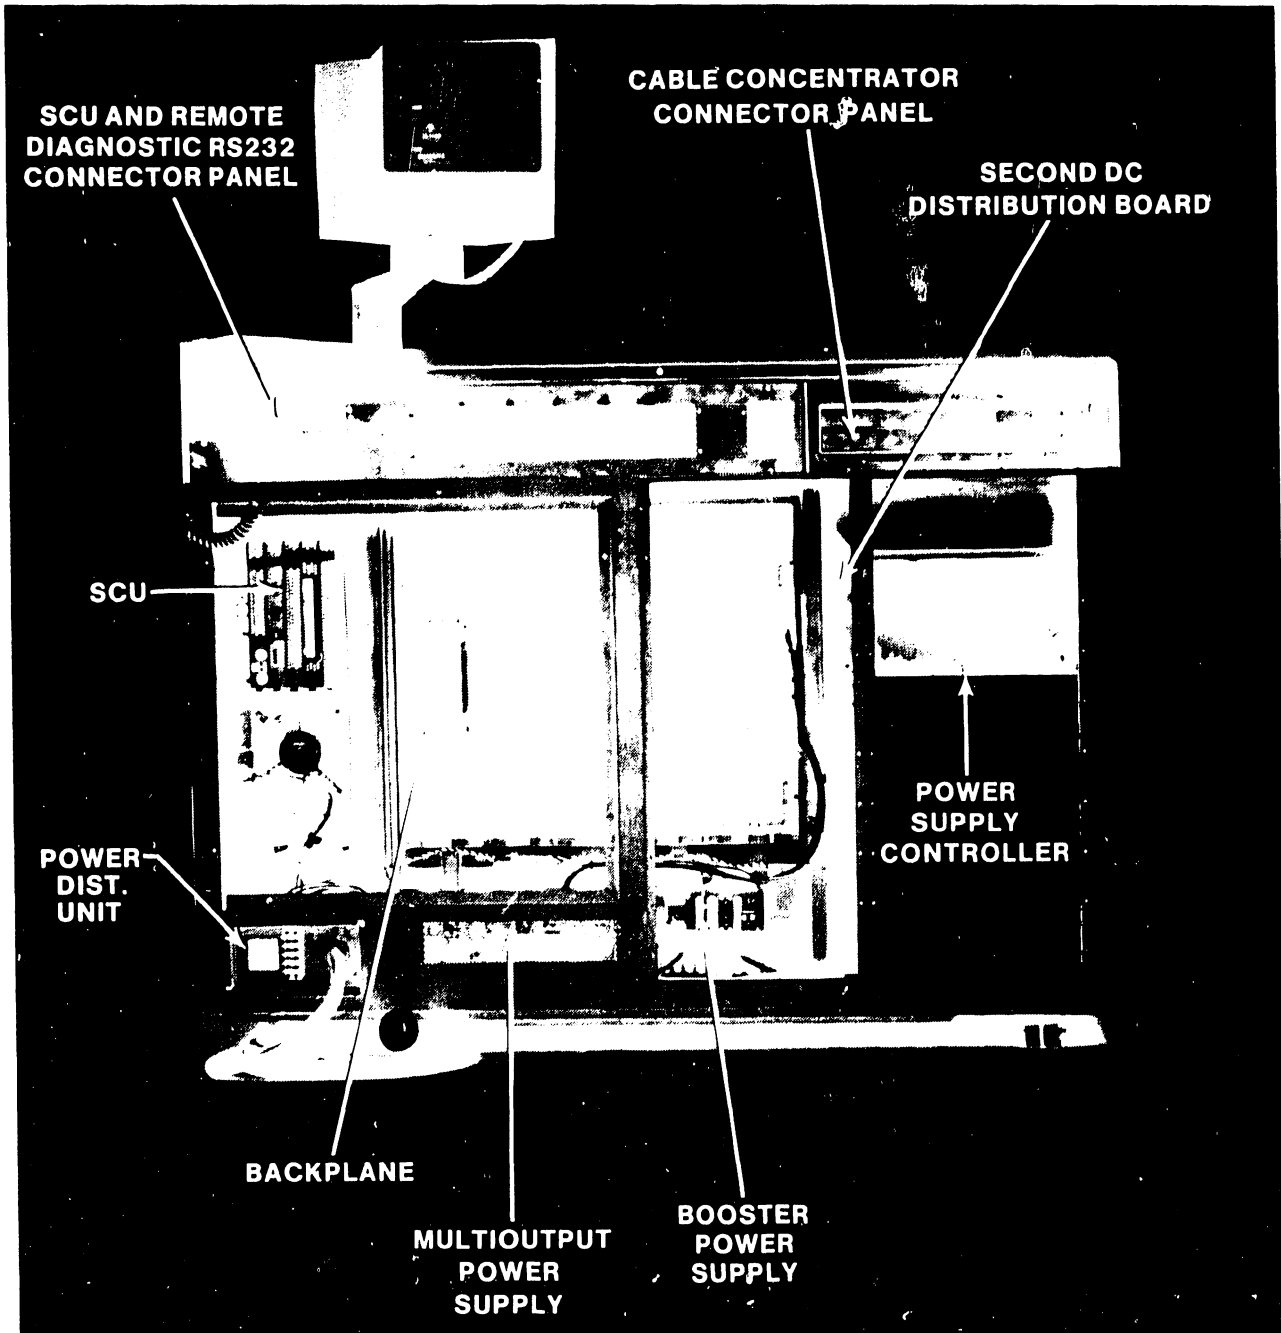 SCU AND REMOTE
DIAGNOSTIC RS232
CONNECTOR PANEL
CABLE CONCENTRATOR
CONNECTOR PANEL
SECOND DC
DISTRIBUTION BOARD
SCU
POWER
SUPPLY
CONTROLLER
POWER
DIST.
UNIT
BACKPLANE
MULTIOUTPUT
POWER
SUPPLY
BOOSTER
POWER
SUPPLY